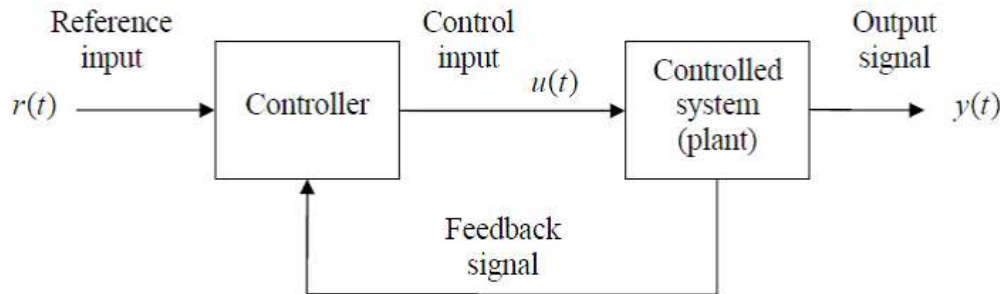 Reference
input
r(t)
Controller
Control
input
u(t)
Controlled
system
(plant)
Output
signal
y(t)
Feedback
signal